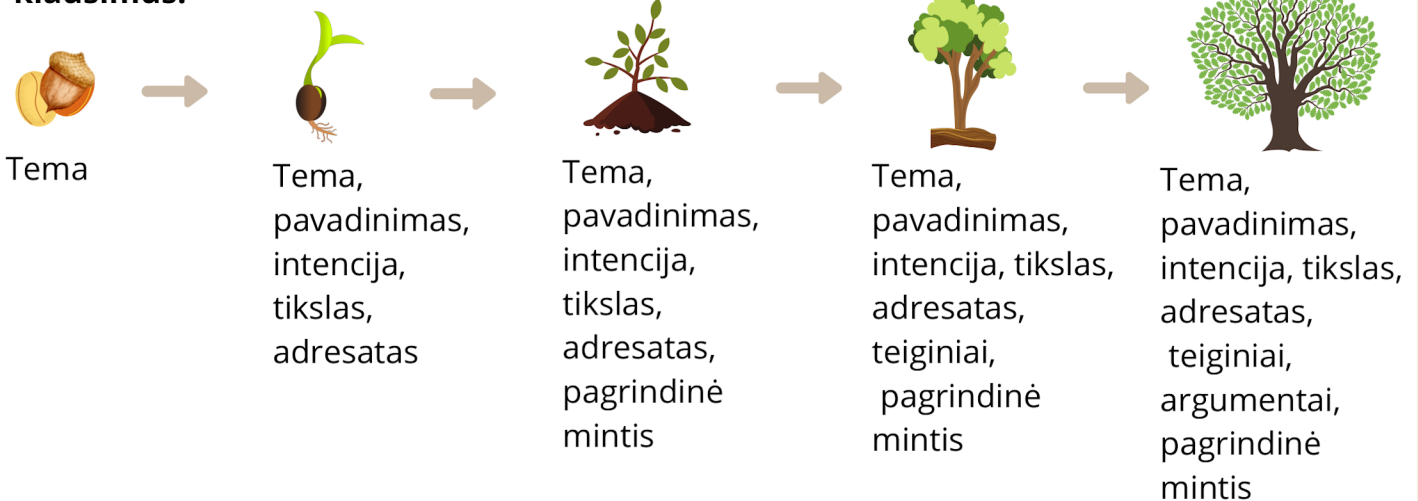 Klausimas:
Tema
Tema,
pavadinimas,
intencija,
tikslas,
adresatas
Tema,
pavadinimas,
intencija,
tikslas,
adresatas,
pagrindinė
mintis
Tema,
pavadinimas,
intencija, tikslas,
adresatas,
teiginiai,
pagrindinė
mintis
Tema,
pavadinimas,
intencija, tikslas,
adresatas,
teiginiai,
argumentai,
pagrindinė
mintis